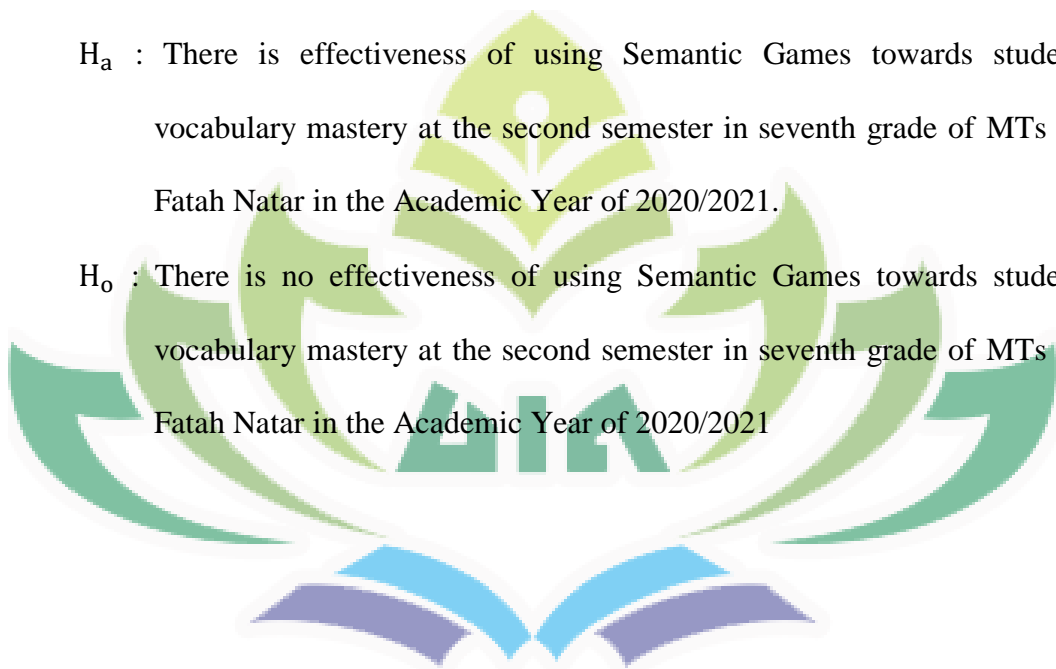 Hₐ : There is effectiveness of using Semantic Games towards stude
vocabulary mastery at the second semester in seventh grade of MTs
Fatah Natar in the Academic Year of 2020/2021.
Hₒ : There is no effectiveness of using Semantic Games towards stude
vocabulary mastery at the second semester in seventh grade of MTs
Fatah Natar in the Academic Year of 2020/2021